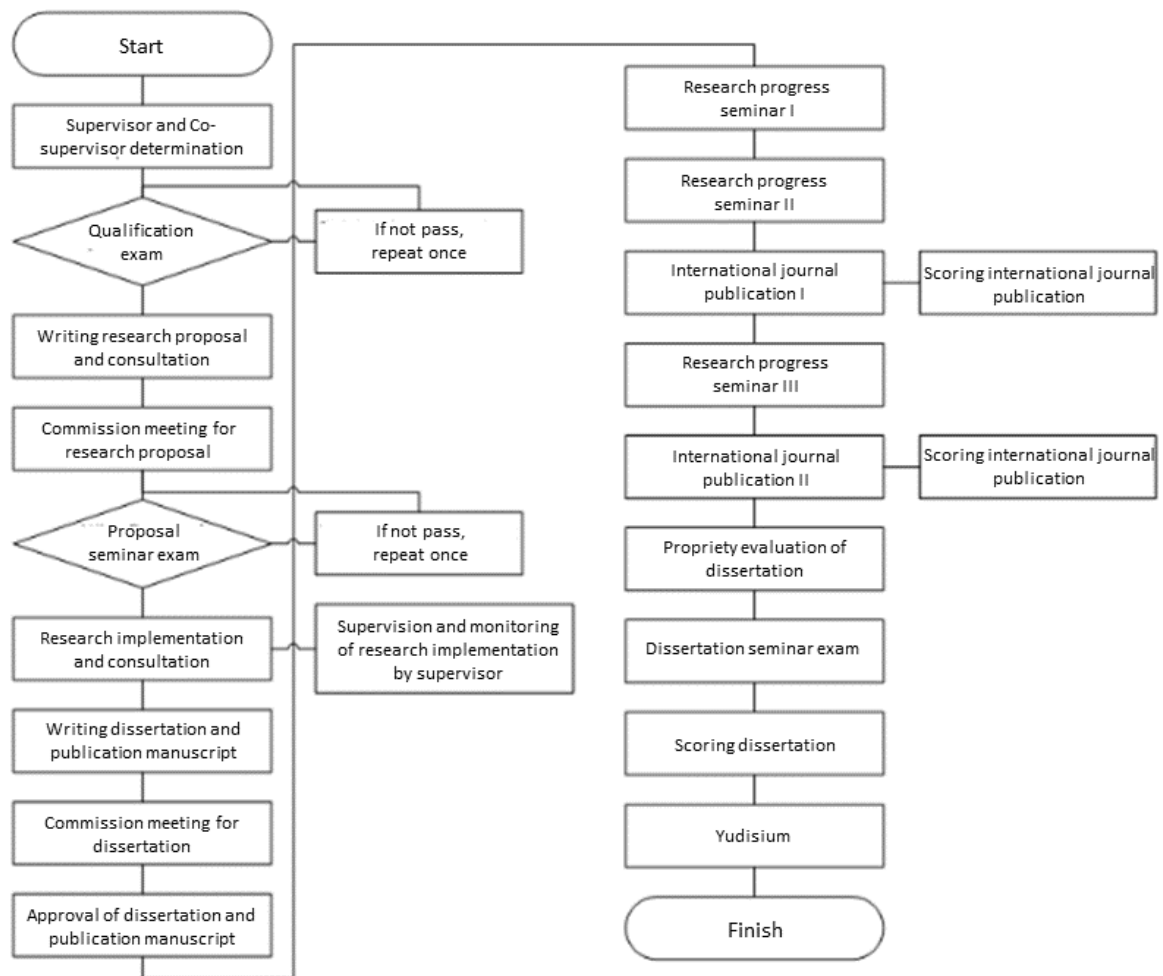 Start
Supervisor and Co-
supervisor determination
Qualification
exam
If not pass,
repeat once
Writing research proposal
and consultation
Commission meeting for
research proposal
Proposal
seminar exam
If not pass,
repeat once
Research implementation
and consultation
Supervision and monitoring
of research implementation
by supervisor
Writing dissertation and
publication manuscript
Commission meeting for
dissertation
Approval of dissertation and
publication manuscript
Research progress
seminar I
Research progress
seminar II
International journal
publication I
Scoring international journal
publication
Research progress
seminar III
International journal
publication II
Scoring international journal
publication
Propriety evaluation of
dissertation
Dissertation seminar exam
Scoring dissertation
Yudisium
Finish